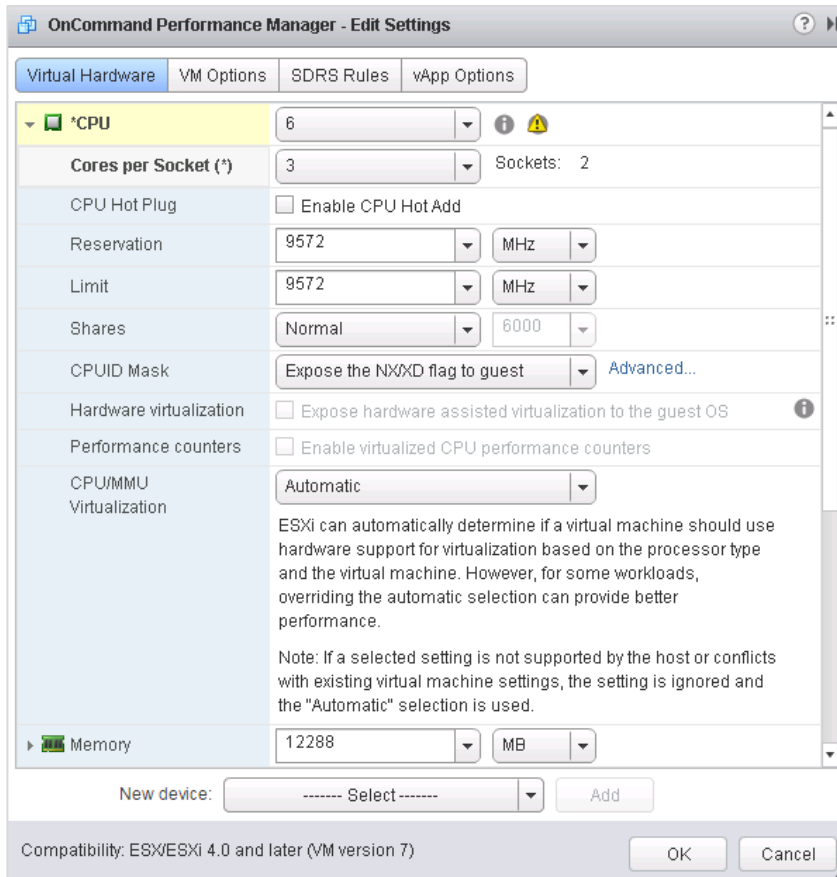 OnCommand Performance Manager - Edit Settings
Virtual Hardware VM Options SDRS Rules vApp Options
*CPU 6
Cores per Socket (*) 3 Sockets: 2
CPU Hot Plug Enable CPU Hot Add
Reservation 9572 MHz
Limit 9572 MHz
Shares Normal 6000
CPUID Mask Expose the NX/XD flag to guest Advanced...
Hardware virtualization Expose hardware assisted virtualization to the guest OS
Performance counters Enable virtualized CPU performance counters
CPU/MMU Automatic
Virtualization
ESXi can automatically determine if a virtual machine should use
hardware support for virtualization based on the processor type
and the virtual machine. However, for some workloads,
overriding the automatic selection can provide better
performance.
Note: If a selected setting is not supported by the host or conflicts
with existing virtual machine settings, the setting is ignored and
the "Automatic" selection is used.
Memory 12288 MB
New device: ------- Select ------- Add
Compatibility: ESX/ESXi 4.0 and later (VM version 7) OK Cancel